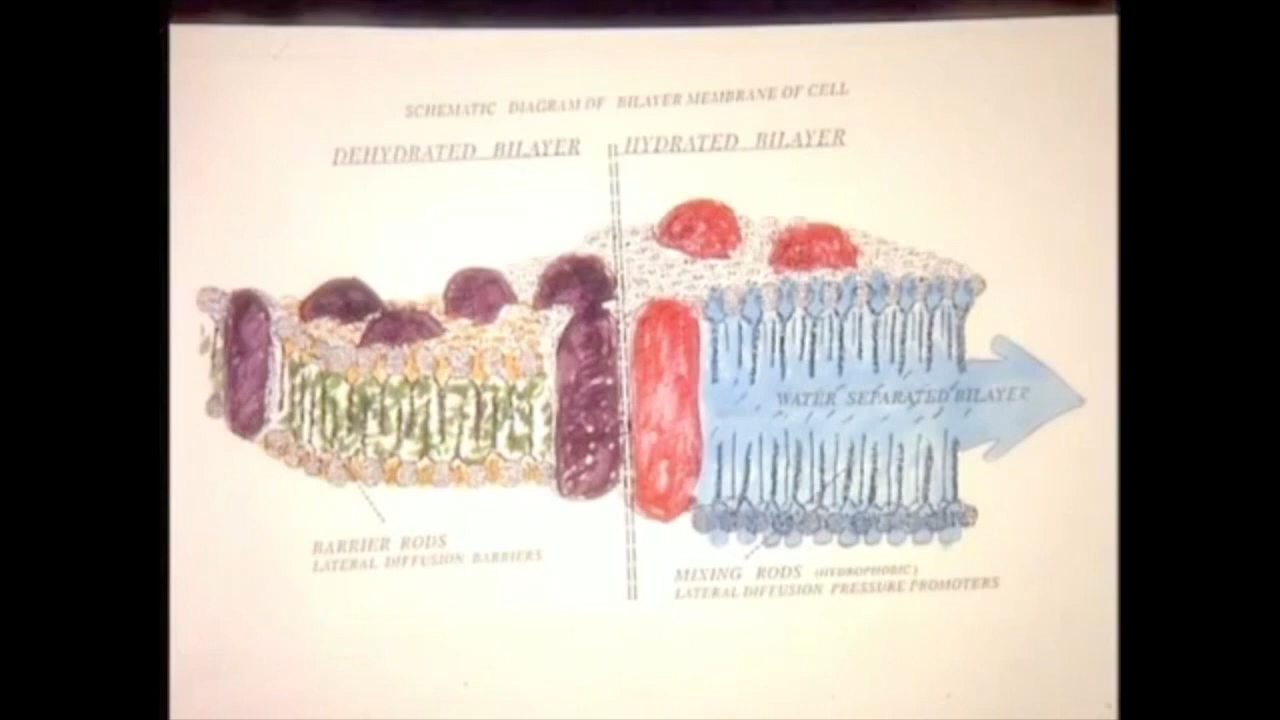 SCHEMATIC DIAGRAM OF BILAYER MEMBRANE OF CELL
DEHYDRATED BILAYER
HYDRATED BILAYER
WATER SEPARATED BILAYER
BARRIER RODS
LATERAL DIFFUSION BARRIERS
MIXING RODS (HYDROPHOBIC)
LATERAL DIFFUSION PRESSURE PROMOTERS